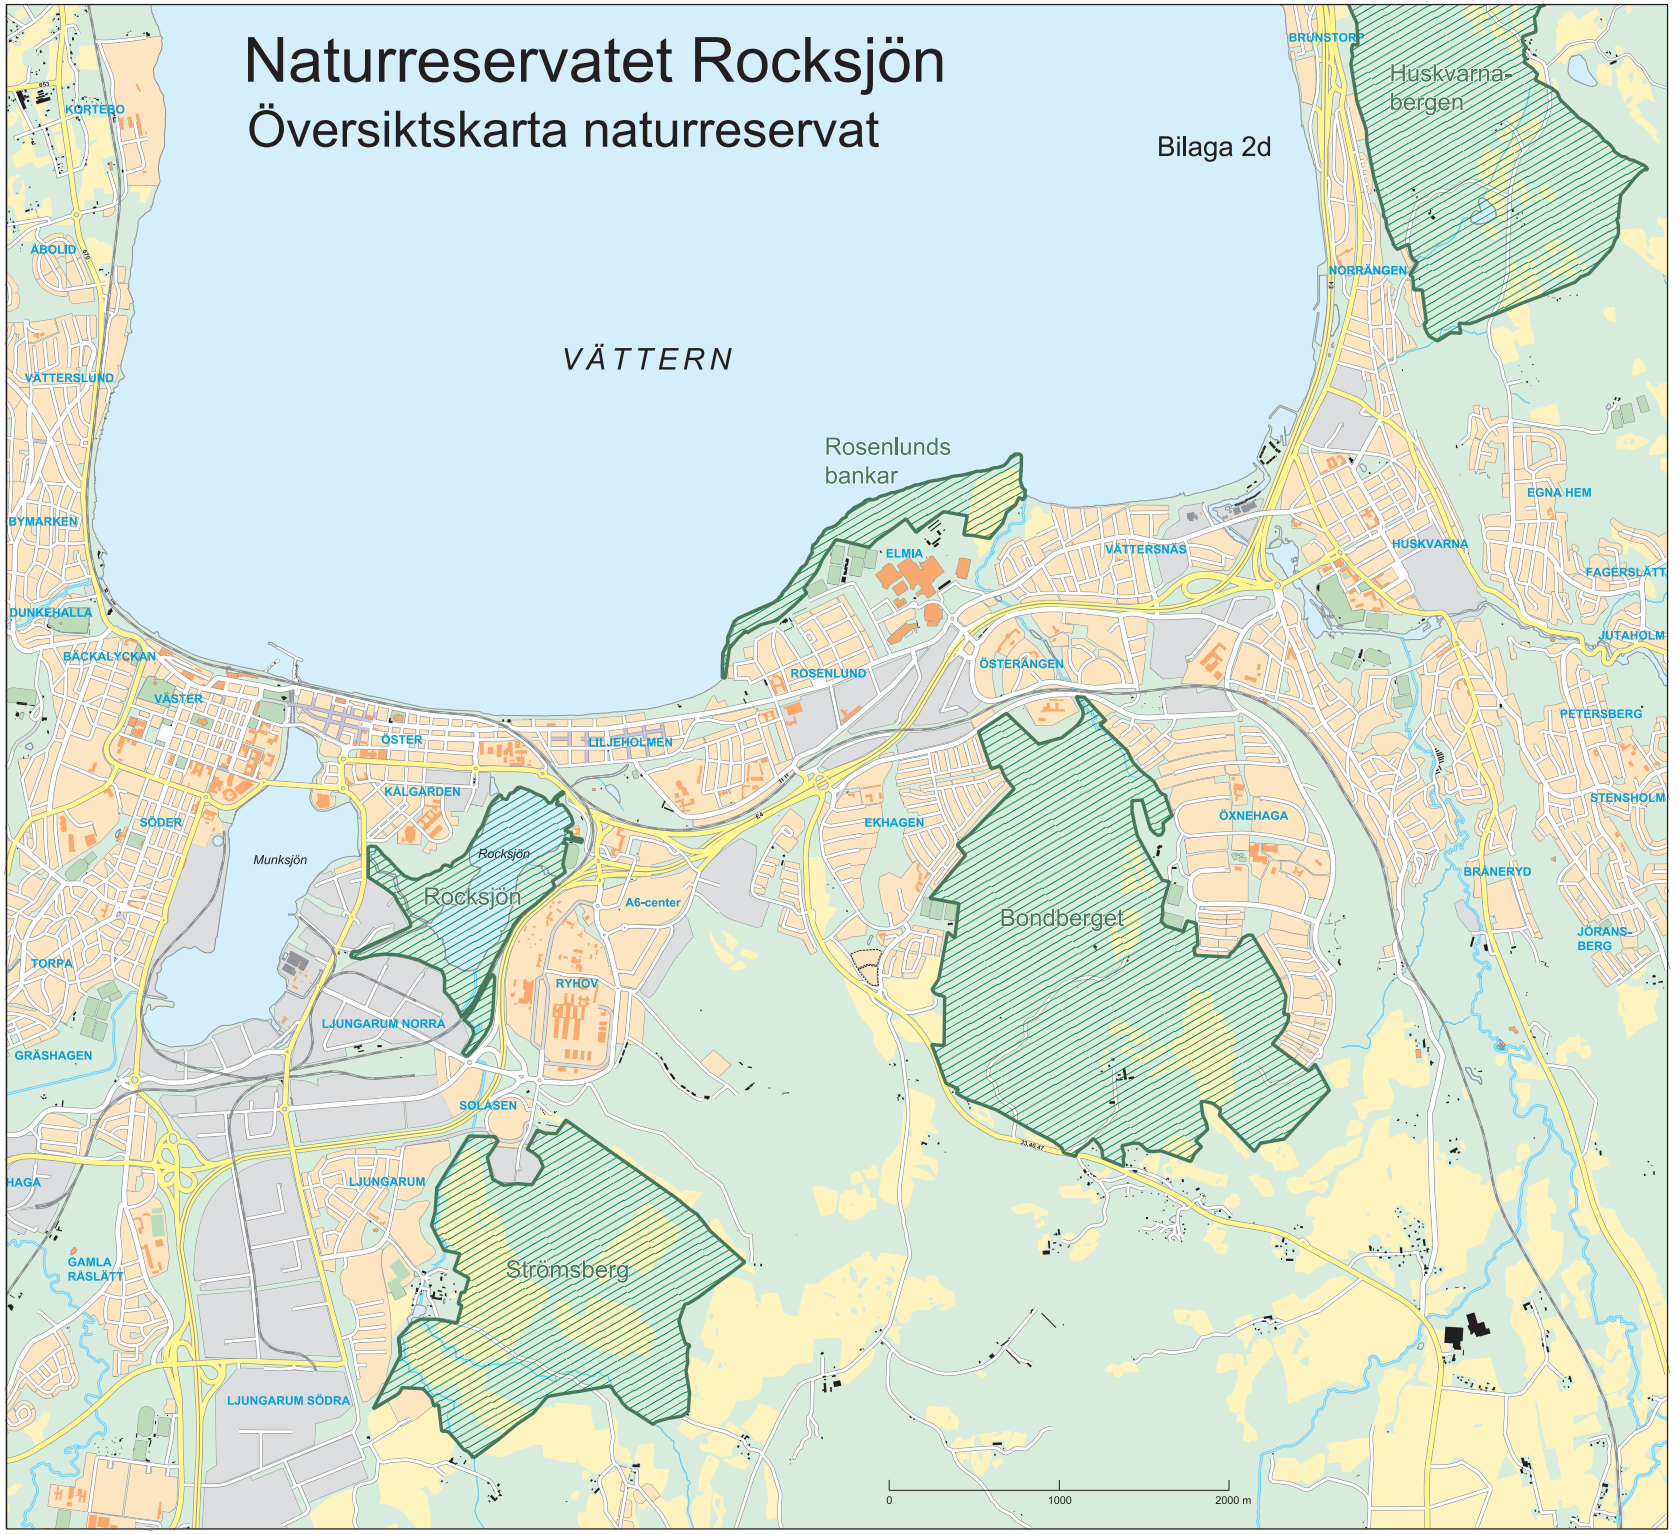 Naturreservatet Rocksjön
Översiktskarta naturreservat
Bilaga 2d
BRUNSTORP
Huskvarna-
bergen
KORTEBO
ÅBOLID
NORRÄNGEN
E4
VÄTTERN
VÄTTERSLUND
Rosenlunds
bankar
EGNA HEM
BYMARKEN
ELMIA
VÄTTERSNÄS
HUSKVARNA
FAGERSLÄTT
DUNKEHALLA
JUTAHOLM
BÄCKALYCKAN
ROSENLUND
ÖSTERÄNGEN
VÄSTER
PETERSBERG
ÖSTER
LILJEHOLMEN
KÅLGÅRDEN
STENSHOLM
E4
SÖDER
EKHAGEN
ÖXNEHAGA
Munksjön
Rocksjön
BRÅNERYD
Rocksjön
A6-center
Bondberget
JÖRANS-
BERG
TORPA
RYHOV
LJUNGARUM NORRA
GRÄSHAGEN
SOLÅSEN
HAGA
LJUNGARUM
GAMLA
RÅSLÄTT
Strömsberg
LJUNGARUM SÖDRA
0
1000
2000 m